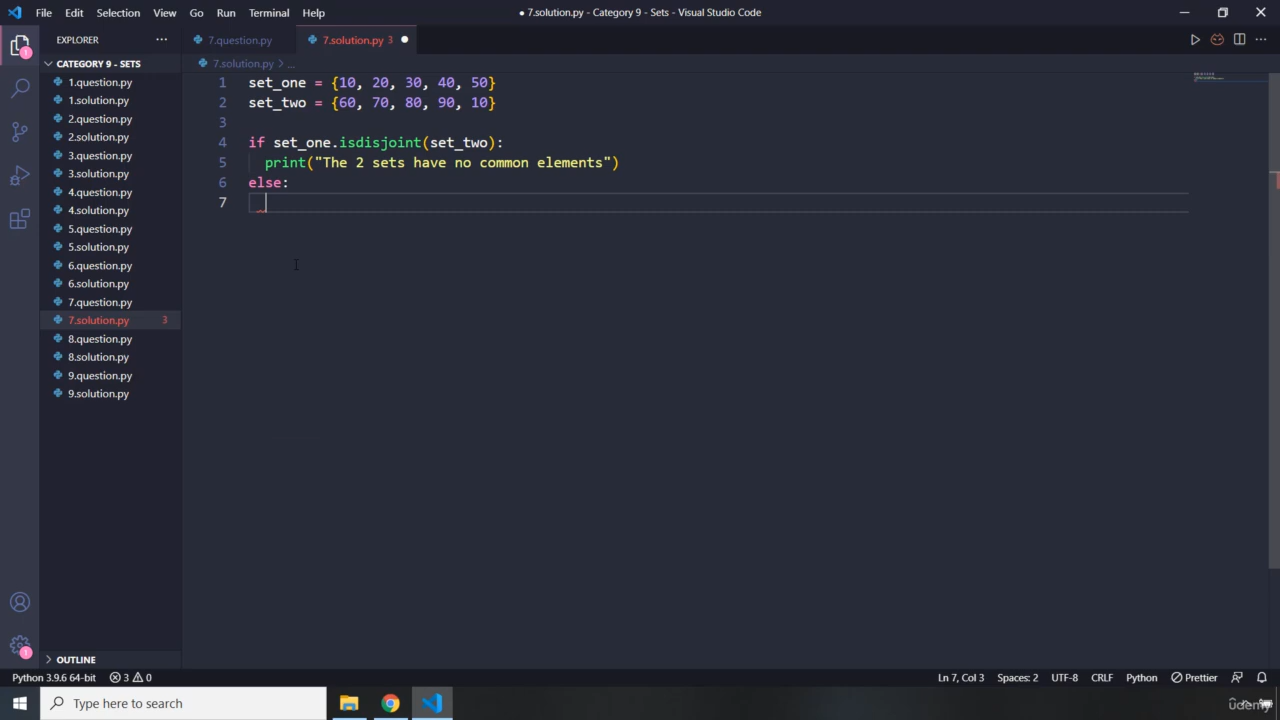 File Edit Selection View Go Run Terminal Help
● 7.solution.py - Category 9 - Sets - Visual Studio Code
EXPLORER
7.question.py
7.solution.py 3
CATEGORY 9 - SETS
7.solution.py > ...
1.question.py
1.solution.py
2.question.py
2.solution.py
3.question.py
3.solution.py
4.question.py
4.solution.py
5.question.py
5.solution.py
6.question.py
6.solution.py
7.question.py
7.solution.py 3
8.question.py
8.solution.py
9.question.py
9.solution.py
1 set_one = {10, 20, 30, 40, 50}
2 set_two = {60, 70, 80, 90, 10}
3
4 if set_one.isdisjoint(set_two):
5 print("The 2 sets have no common elements")
6 else:
7
1
1
OUTLINE
Python 3.9.6 64-bit 3 0
Ln 7, Col 3 Spaces: 2 UTF-8 CRLF Python Prettier
Type here to search
Udemy